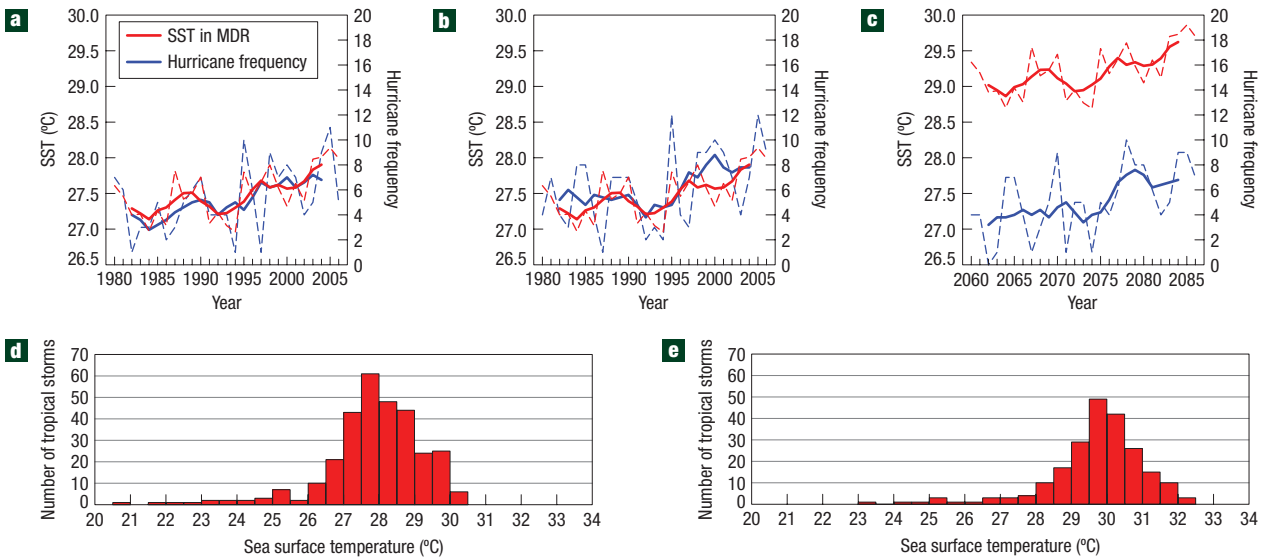 a
SST in MDR
Hurricane frequency
30.0
29.5
29.0
28.5
28.0
27.5
27.0
26.5
SST (ºC)
20
18
16
14
12
10
8
6
4
2
0
Hurricane frequency
1980 1985 1990 1995 2000 2005
Year
b
30.0
29.5
29.0
28.5
28.0
27.5
27.0
26.5
SST (ºC)
20
18
16
14
12
10
8
6
4
2
0
Hurricane frequency
1980 1985 1990 1995 2000 2005
Year
c
30.0
29.5
29.0
28.5
28.0
27.5
27.0
26.5
SST (ºC)
20
18
16
14
12
10
8
6
4
2
0
Hurricane frequency
2060 2065 2070 2075 2080 2085
Year
d
70
60
50
40
30
20
10
0
Number of tropical storms
20 21 22 23 24 25 26 27 28 29 30 31 32 33 34
Sea surface temperature (ºC)
e
70
60
50
40
30
20
10
0
Number of tropical storms
20 21 22 23 24 25 26 27 28 29 30 31 32 33 34
Sea surface temperature (ºC)